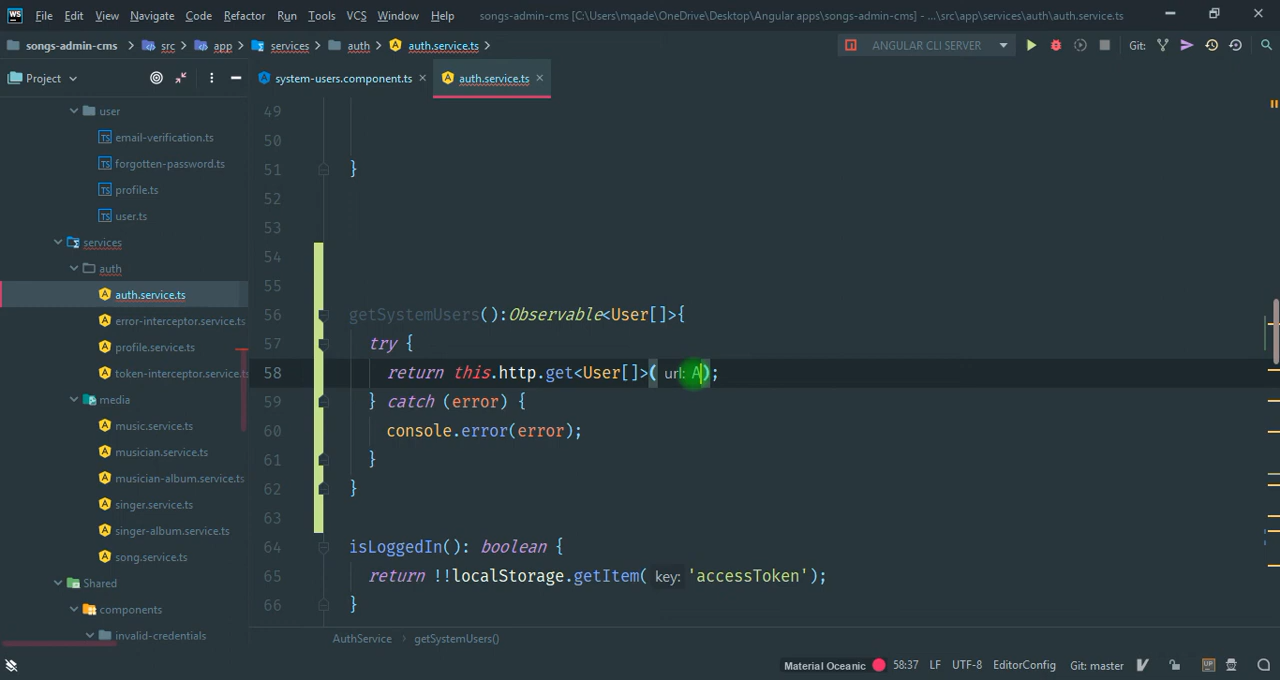 WS File Edit View Navigate Code Refactor Run Tools VCS Window Help songs-admin-cms [C:\Users\mqade\OneDrive\Desktop\Angular apps\songs-admin-cms] - ...\src\app\services\auth\auth.service.ts
songs-admin-cms src app services auth auth.service.ts ANGULAR CLI SERVER Git:
Project system-users.component.ts auth.service.ts
user
email-verification.ts
forgotten-password.ts
profile.ts
user.ts
services
auth
auth.service.ts
error-interceptor.service.ts
profile.service.ts
token-interceptor.service.ts
media
music.service.ts
musician.service.ts
musician-album.service.ts
singer.service.ts
singer-album.service.ts
song.service.ts
Shared
components
invalid-credentials
49
50
51 }
52
53
54
55
56 getSystemUsers():Observable<User[]>{
57 try {
58 return this.http.get<User[]>( url: A);
59 } catch (error) {
60 console.error(error);
61 }
62 }
63
64 isLoggedIn(): boolean {
65 return !!localStorage.getItem( key: 'accessToken');
66 }
AuthService getSystemUsers()
Material Oceanic 58:37 LF UTF-8 EditorConfig Git: master UP